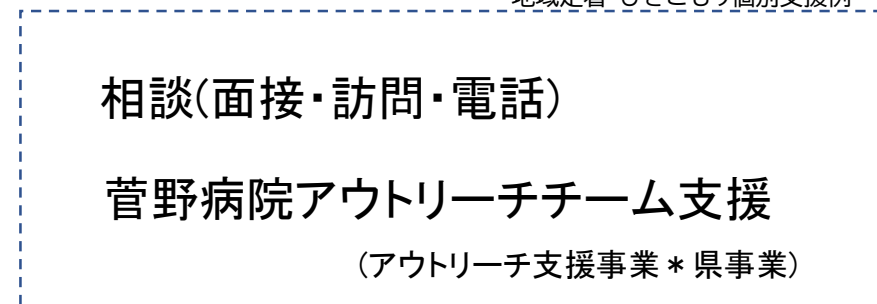 相談(面接・訪問・電話)
菅野病院アウトリーチチーム支援
(アウトリーチ支援事業＊県事業)